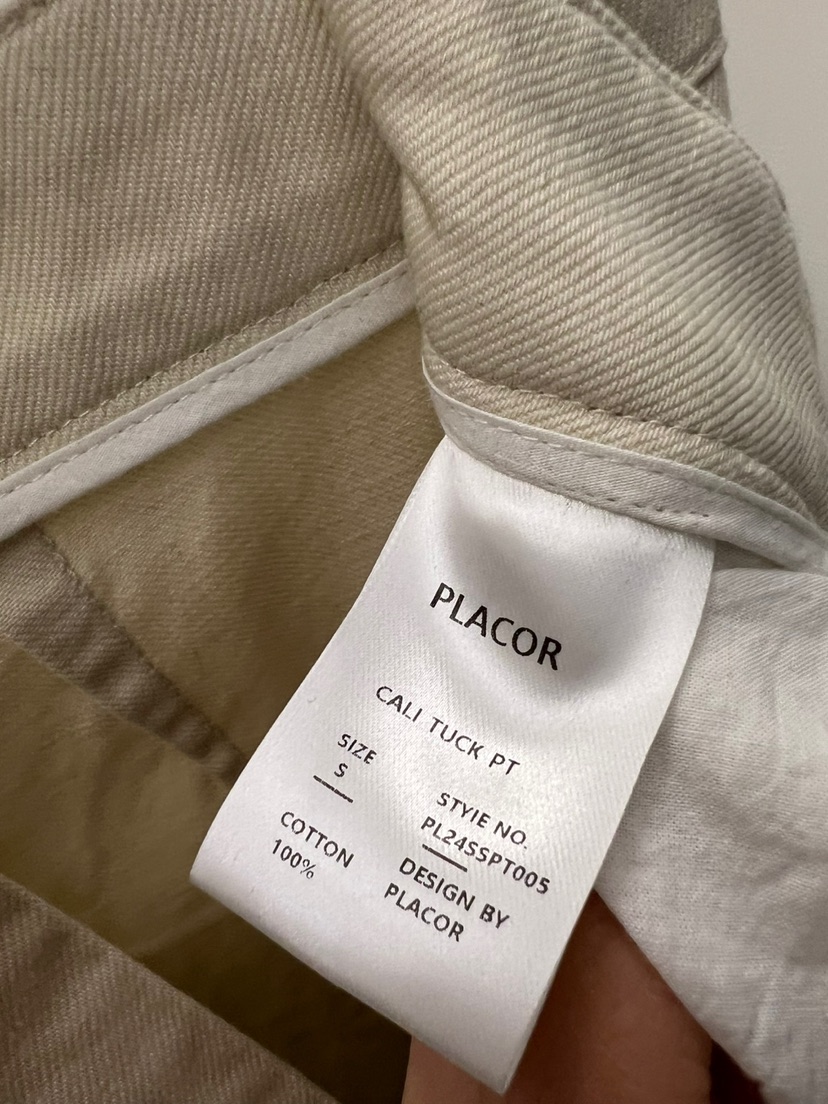 PLACOR
CALI TUCK PT
SIZE
S
STYIE NO.
PL24SSPT005
COTTON
100%
DESIGN BY
PLACOR